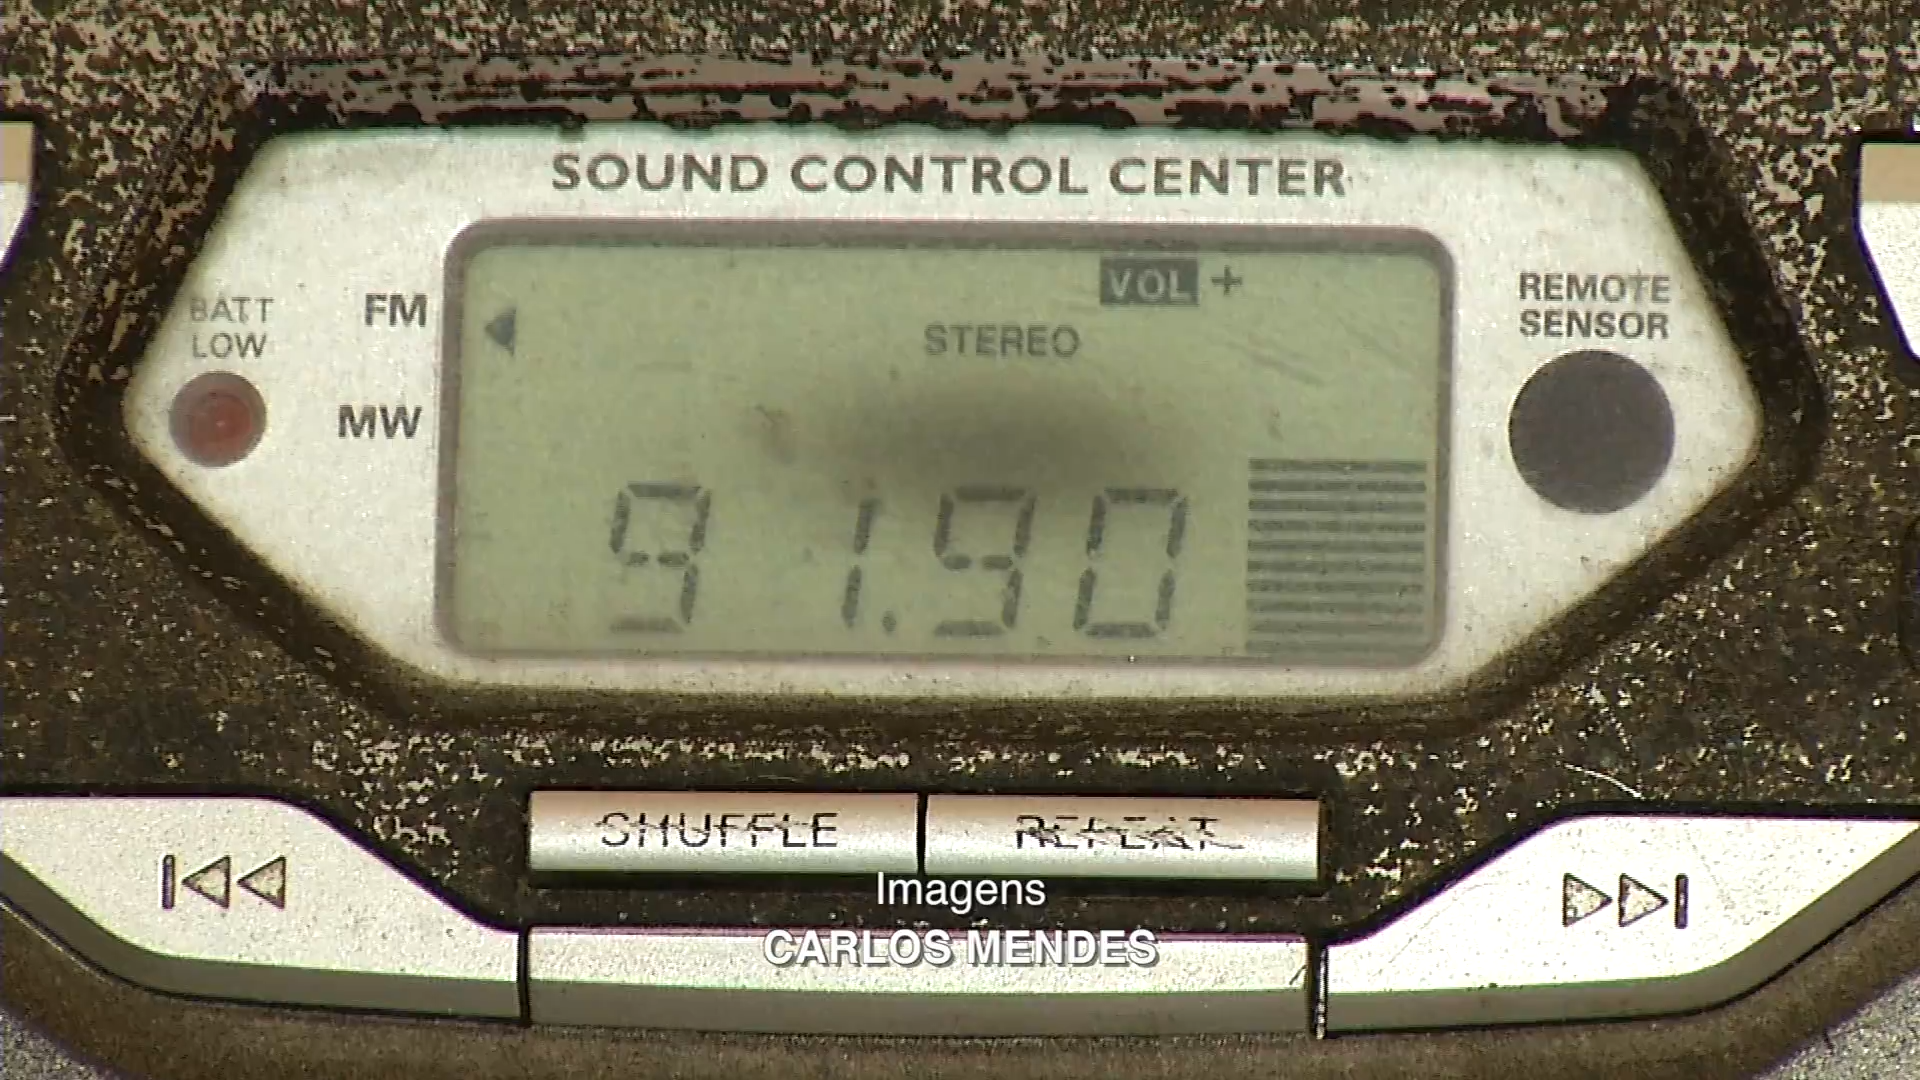 SOUND CONTROL CENTER
VOL +
BATT
LOW
FM
MW
STEREO
REMOTE
SENSOR
91.90
SHUFFLE
REPEAT
Imagens
CARLOS MENDES